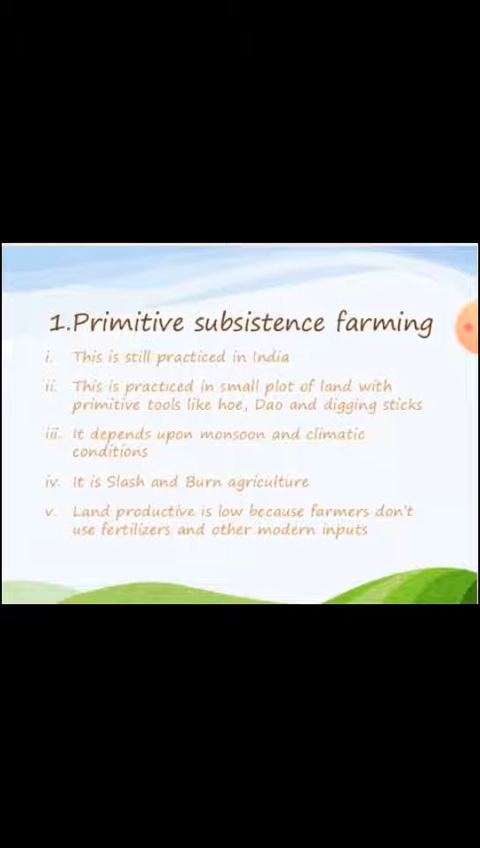 1.Primitive subsistence farming
i. This is still practiced in India
ii. This is practiced in small plot of land with
primitive tools like hoe, Dao and digging sticks
iii. It depends upon monsoon and climatic
conditions
iv. It is Slash and Burn agriculture
v. Land productive is low because farmers don't
use fertilizers and other modern inputs